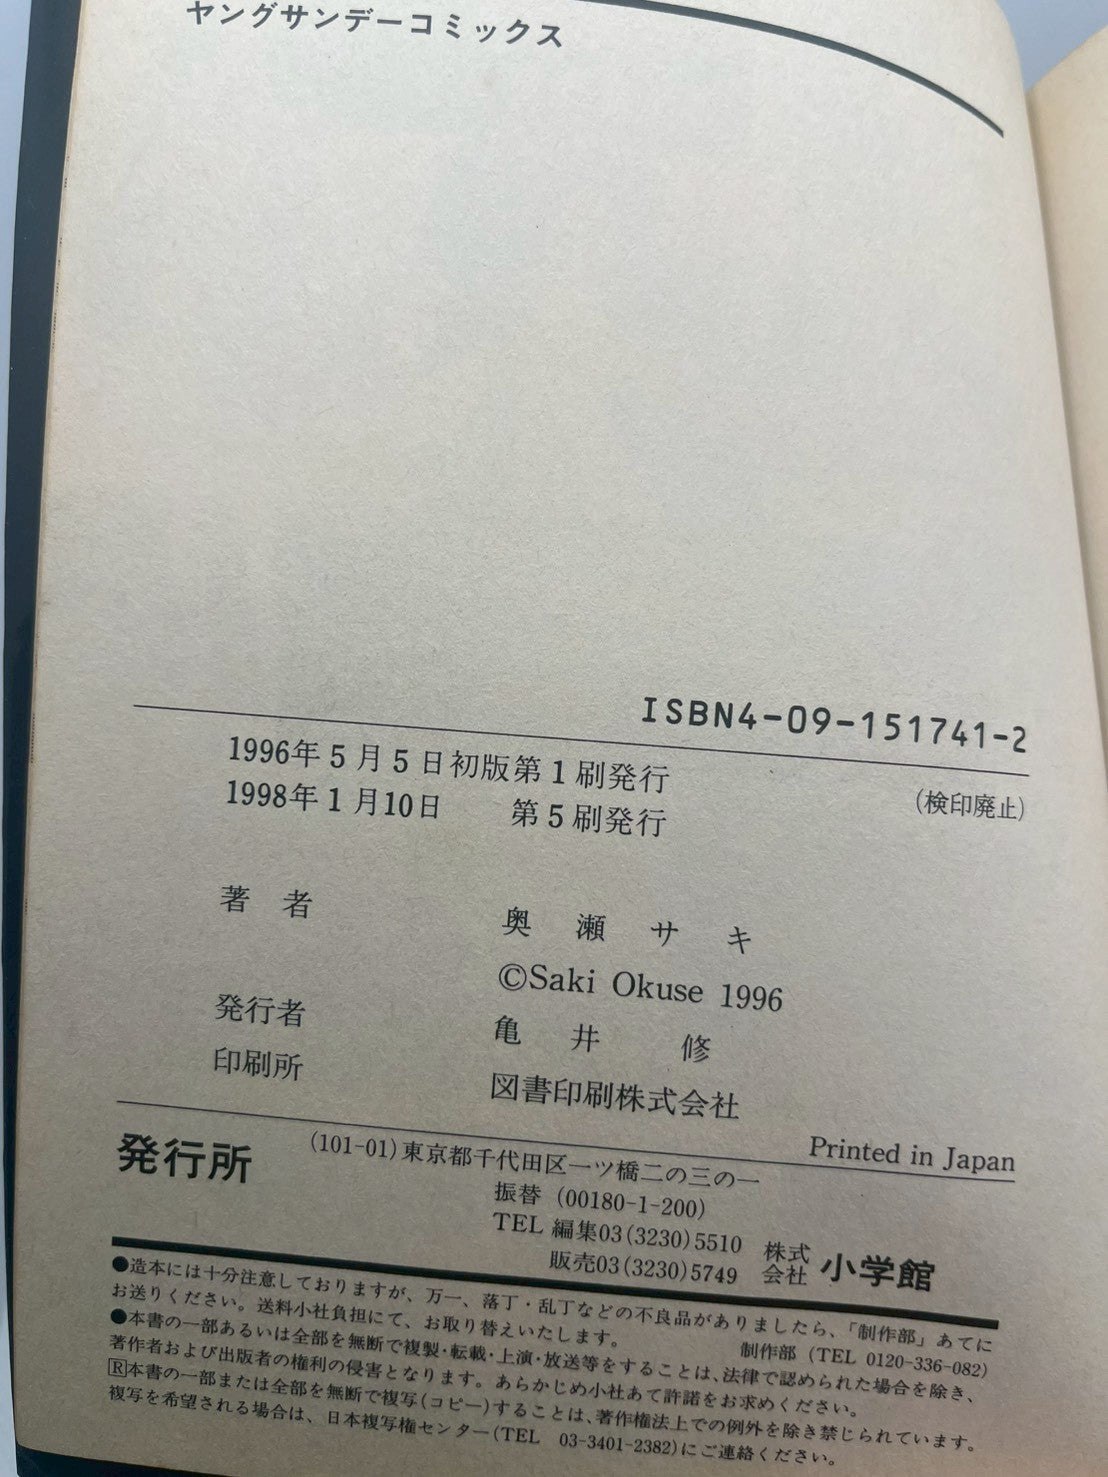 ヤングサンデーコミックス
ISBN4-09-151741-2
1996年5月5日初版第1刷発行
(検印廃止)
1998年1月10日 第5刷発行
著 者 奥 瀬 サ キ
©Saki Okuse 1996
発行者 亀 井 修
印刷所 図書印刷株式会社
Printed in Japan
発行所 (101-01)東京都千代田区一ツ橋二の三の一
振替 (00180-1-200)
TEL 編集03(3230)5510
販売03(3230)5749 株式会社 小学館
●造本には十分注意しておりますが、万一、落丁・乱丁などの不良品がありましたら、「制作部」あてに
お送りください。送料小社負担にて、お取り替えいたします。 制作部 (TEL 0120-336-082)
●本書の一部あるいは全部を無断で複製・転載・上演・放送等をすることは、法律で認められた場合を除き、
著作者および出版者の権利の侵害となります。あらかじめ小社あて許諾をお求めください。
R本書の一部または全部を無断で複写(コピー)することは、著作権法上での例外を除き禁じられています。
複写を希望される場合は、日本複写権センター(TEL 03-3401-2382)にご連絡ください。